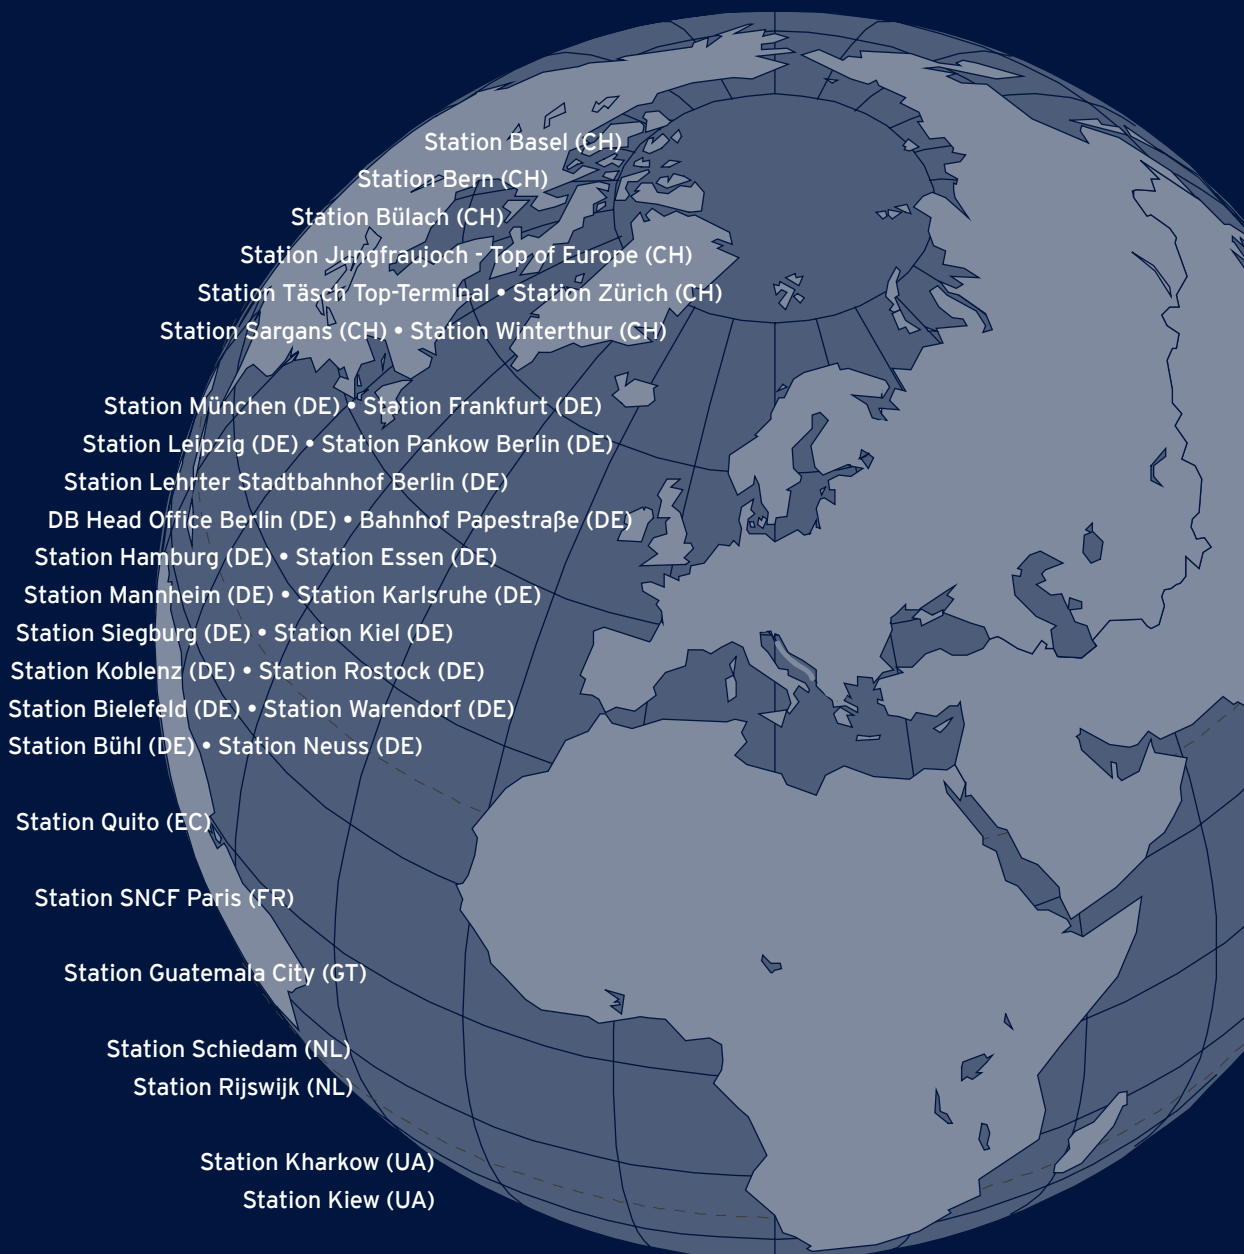 Station Basel (CH)
Station Bern (CH)
Station Bülach (CH)
Station Jungfraujoch - Top of Europe (CH)
Station Täsch Top-Terminal • Station Zürich (CH)
Station Sargans (CH) • Station Winterthur (CH)
Station München (DE) • Station Frankfurt (DE)
Station Leipzig (DE) • Station Pankow Berlin (DE)
Station Lehrter Stadtbahnhof Berlin (DE)
DB Head Office Berlin (DE) • Bahnhof Papestraße (DE)
Station Hamburg (DE) • Station Essen (DE)
Station Mannheim (DE) • Station Karlsruhe (DE)
Station Siegburg (DE) • Station Kiel (DE)
Station Koblenz (DE) • Station Rostock (DE)
Station Bielefeld (DE) • Station Warendorf (DE)
Station Bühl (DE) • Station Neuss (DE)
Station Quito (EC)
Station SNCF Paris (FR)
Station Guatemala City (GT)
Station Schiedam (NL)
Station Rijswijk (NL)
Station Kharkow (UA)
Station Kiew (UA)